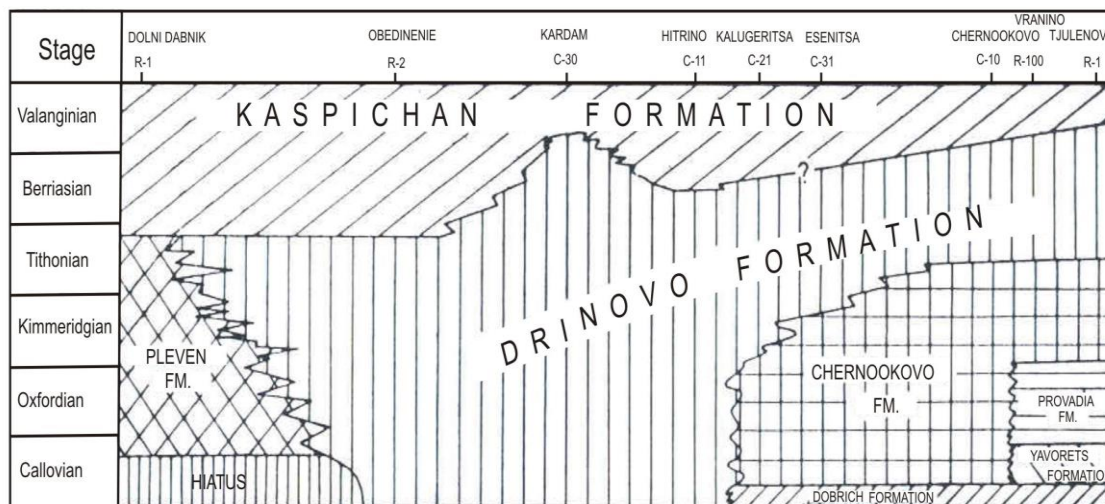 Stage
DOLNI DABNIK
R-1
OBEDINENIE
R-2
KARDAM
C-30
HITRINO
C-11
KALUGERITSA
C-21
ESENITSA
C-31
CHERNOOKOVO
C-10
VRANINO
R-100
TJULENOV
R-1
Valanginian
Berriasian
Tithonian
Kimmeridgian
Oxfordian
Callovian
KASPICHAN FORMATION
?
DRINOVO FORMATION
PLEVEN
FM.
HIATUS
CHERNOOKOVO
FM.
PROVADIA
FM.
YAVORETS
FORMATIO
DOBRICH FORMATION